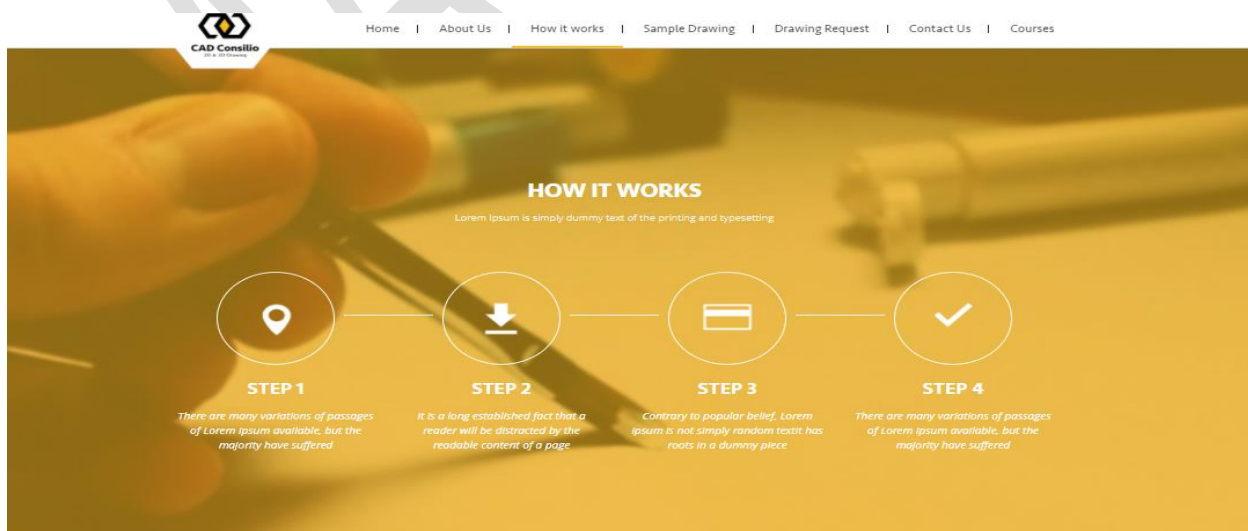 CAD Consilio
2D & 3D Drawing
Home | About Us | How it works | Sample Drawing | Drawing Request | Contact Us | Courses
HOW IT WORKS
Lorem Ipsum is simply dummy text of the printing and typesetting
STEP 1
There are many variations of passages
of Lorem Ipsum available, but the
majority have suffered
STEP 2
It is a long established fact that a
reader will be distracted by the
readable content of a page
STEP 3
Contrary to popular belief, Lorem
Ipsum is not simply random textit has
roots in a dummy piece
STEP 4
There are many variations of passages
of Lorem Ipsum available, but the
majority have suffered